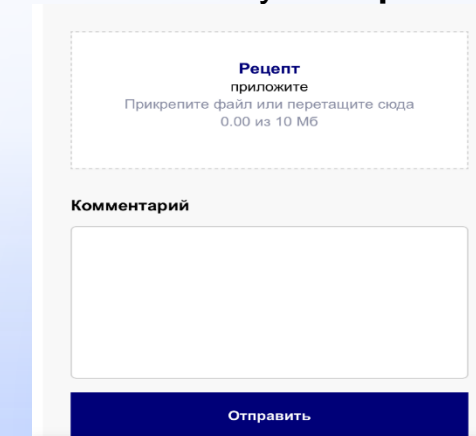 Рецепт
приложите
Прикрепите файл или перетащите сюда
0.00 из 10 Мб
Комментарий
Отправить